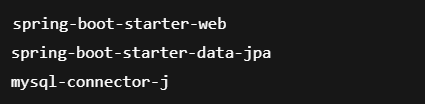 spring-boot-starter-web
spring-boot-starter-data-jpa
mysql-connector-j